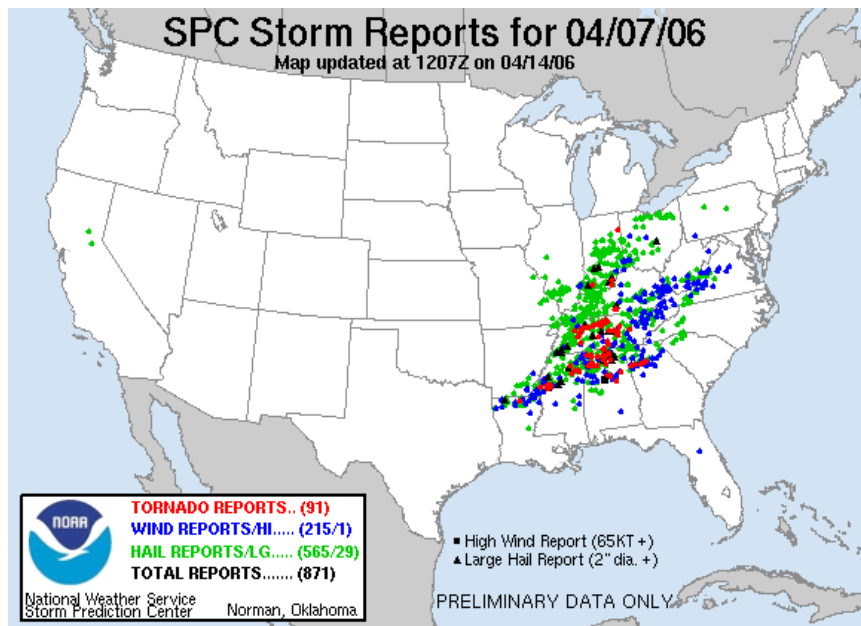 SPC Storm Reports for 04/07/06
Map updated at 1207Z on 04/14/06
NOAA
TORNADO REPORTS.. (91)
WIND REPORTS/HI..... (215/1)
HAIL REPORTS/LG..... (565/29)
TOTAL REPORTS....... (871)
National Weather Service
Storm Prediction Center Norman, Oklahoma
High Wind Report (65KT +)
Large Hail Report (2" dia. +)
PRELIMINARY DATA ONLY